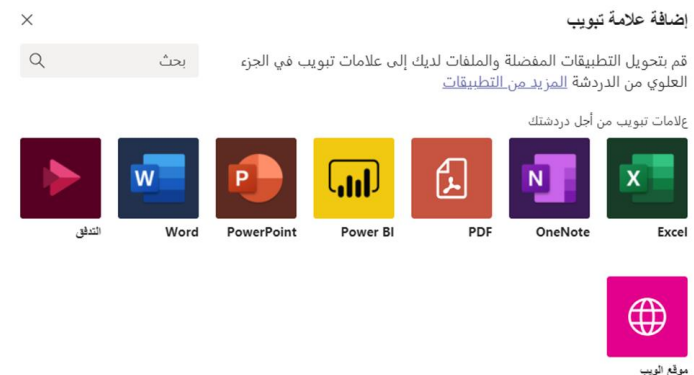 إضافة علامة تبويب
قم بتحويل التطبيقات المفضلة والملفات لديك إلى علامات تبويب في الجزء
العلوي من الدردشة المزيد من التطبيقات
بحث
علامات تبويب من أجل دردشتك
Excel
OneNote
PDF
Power BI
PowerPoint
Word
التدفق
موقع الويب